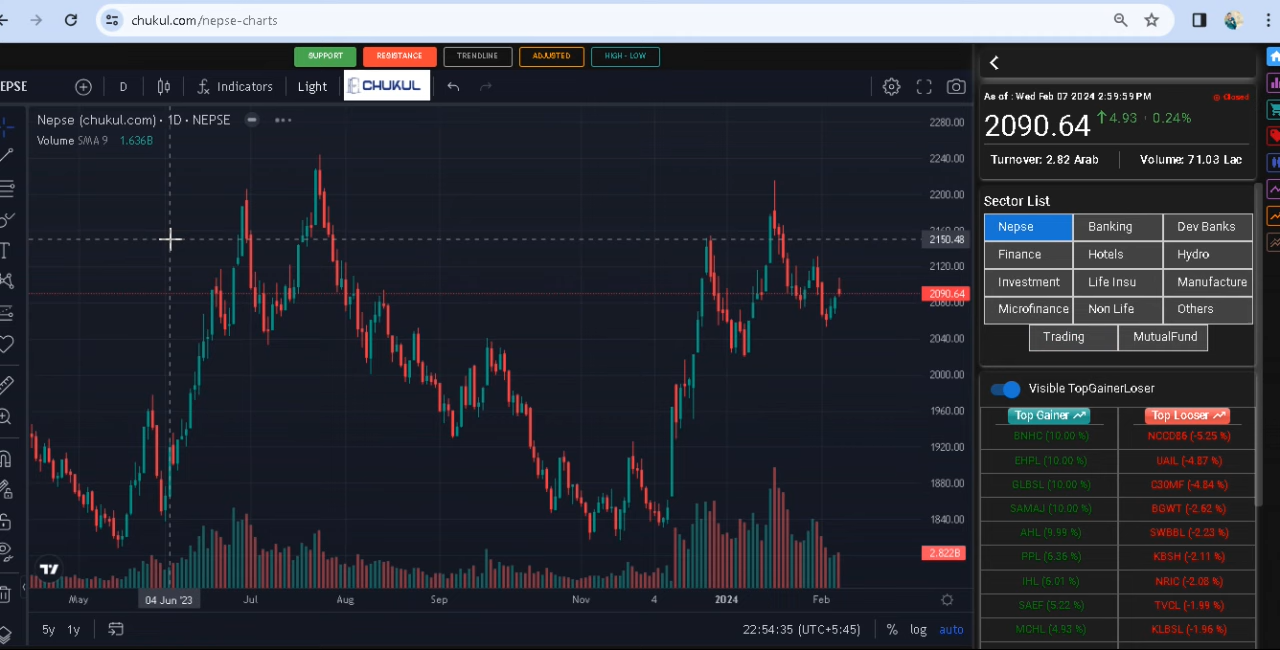 chukul.com/nepse-charts
SUPPORT RESISTANCE TRENDLINE ADJUSTED HIGH - LOW
EPSE D Indicators Light CHUKUL
Nepse (chukul.com) · 1D · NEPSE
Volume SMA 9 1.636B
2280.00
2240.00
2200.00
2150.48
2120.00
2090.64
2080.00
2040.00
2000.00
1960.00
1920.00
1880.00
1840.00
2.822B
May 04 Jun '23 Jul Aug Sep Nov 4 2024 Feb
5y 1y 22:54:35 (UTC+5:45) % log auto
As of : Wed Feb 07 2024 2:59:59 PM Closed
2090.64 4.93 · 0.24%
Turnover: 2.82 Arab Volume: 71.03 Lac
Sector List
Nepse Banking Dev Banks
Finance Hotels Hydro
Investment Life Insu Manufacture
Microfinance Non Life Others
Trading MutualFund
Visible TopGainerLoser
Top Gainer Top Looser
BNHC (10.00 %) NCCD86 (-5.25 %)
EHPL (10.00 %) UAIL (-4.87 %)
GLBSL (10.00 %) C30MF (-4.84 %)
SAMAJ (10.00 %) BGWT (-2.62 %)
AHL (9.99 %) SWBBL (-2.23 %)
PPL (6.36 %) KBSH (-2.11 %)
IHL (6.01 %) NRIC (-2.08 %)
SAEF (5.22 %) TVCL (-1.99 %)
MCHL (4.93 %) KLBSL (-1.96 %)